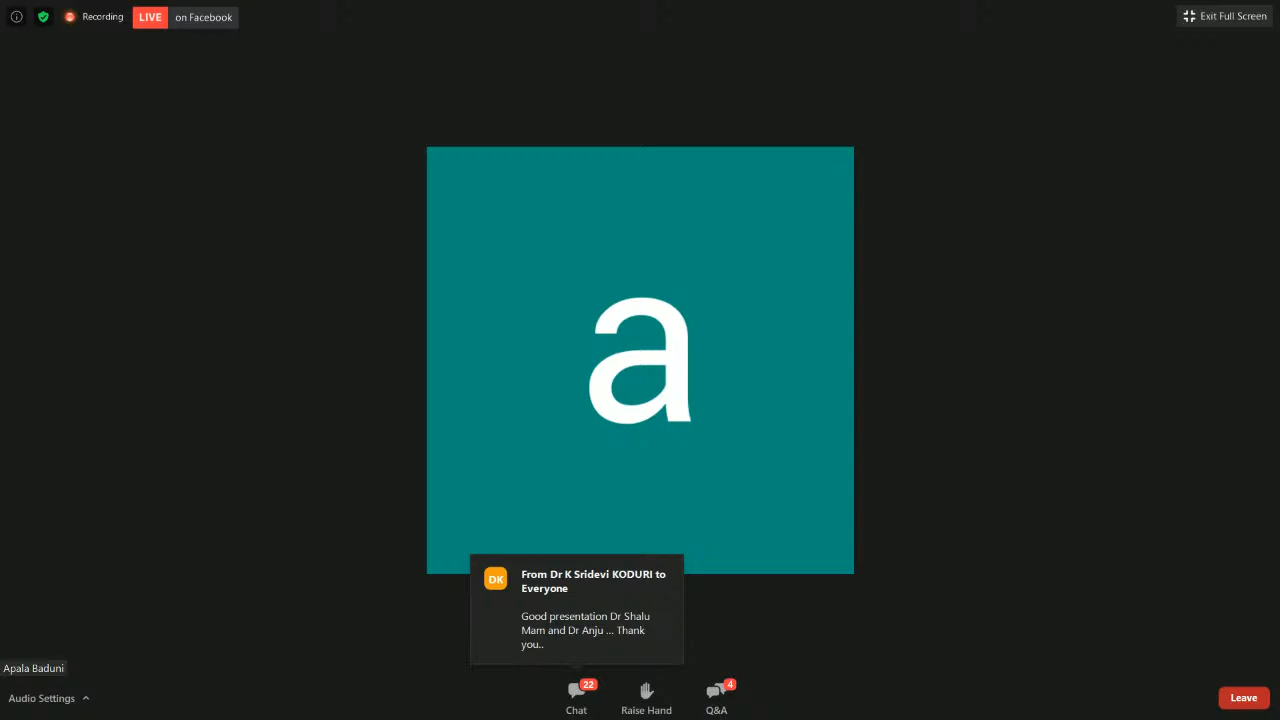 Recording
LIVE on Facebook
Exit Full Screen
a
DK
From Dr K Sridevi KODURI to
Everyone
Good presentation Dr Shalu
Mam and Dr Anju ... Thank
you..
Apala Baduni
Audio Settings
22
Chat
Raise Hand
4
Q&A
Leave